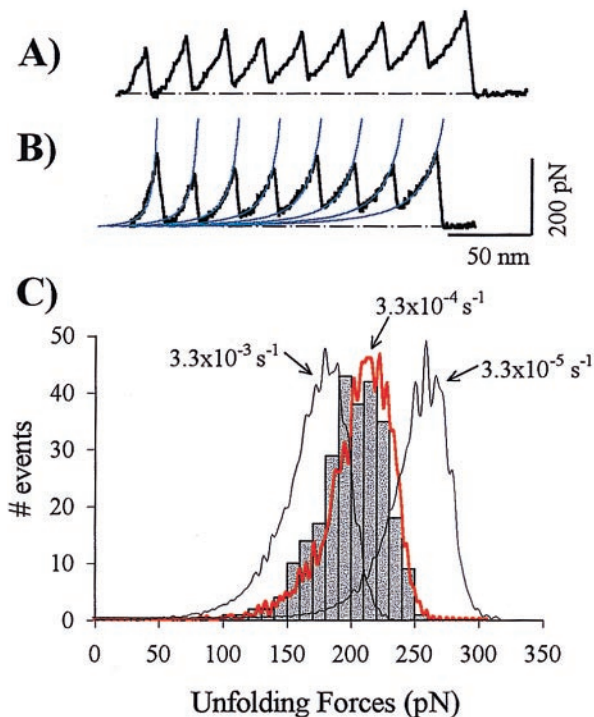 A)
B)
200 pN
50 nm
C)
3.3x10⁻⁴ s⁻¹
3.3x10⁻³ s⁻¹
3.3x10⁻⁵ s⁻¹
50
40
30
20
10
0
# events
0 50 100 150 200 250 300 350
Unfolding Forces (pN)